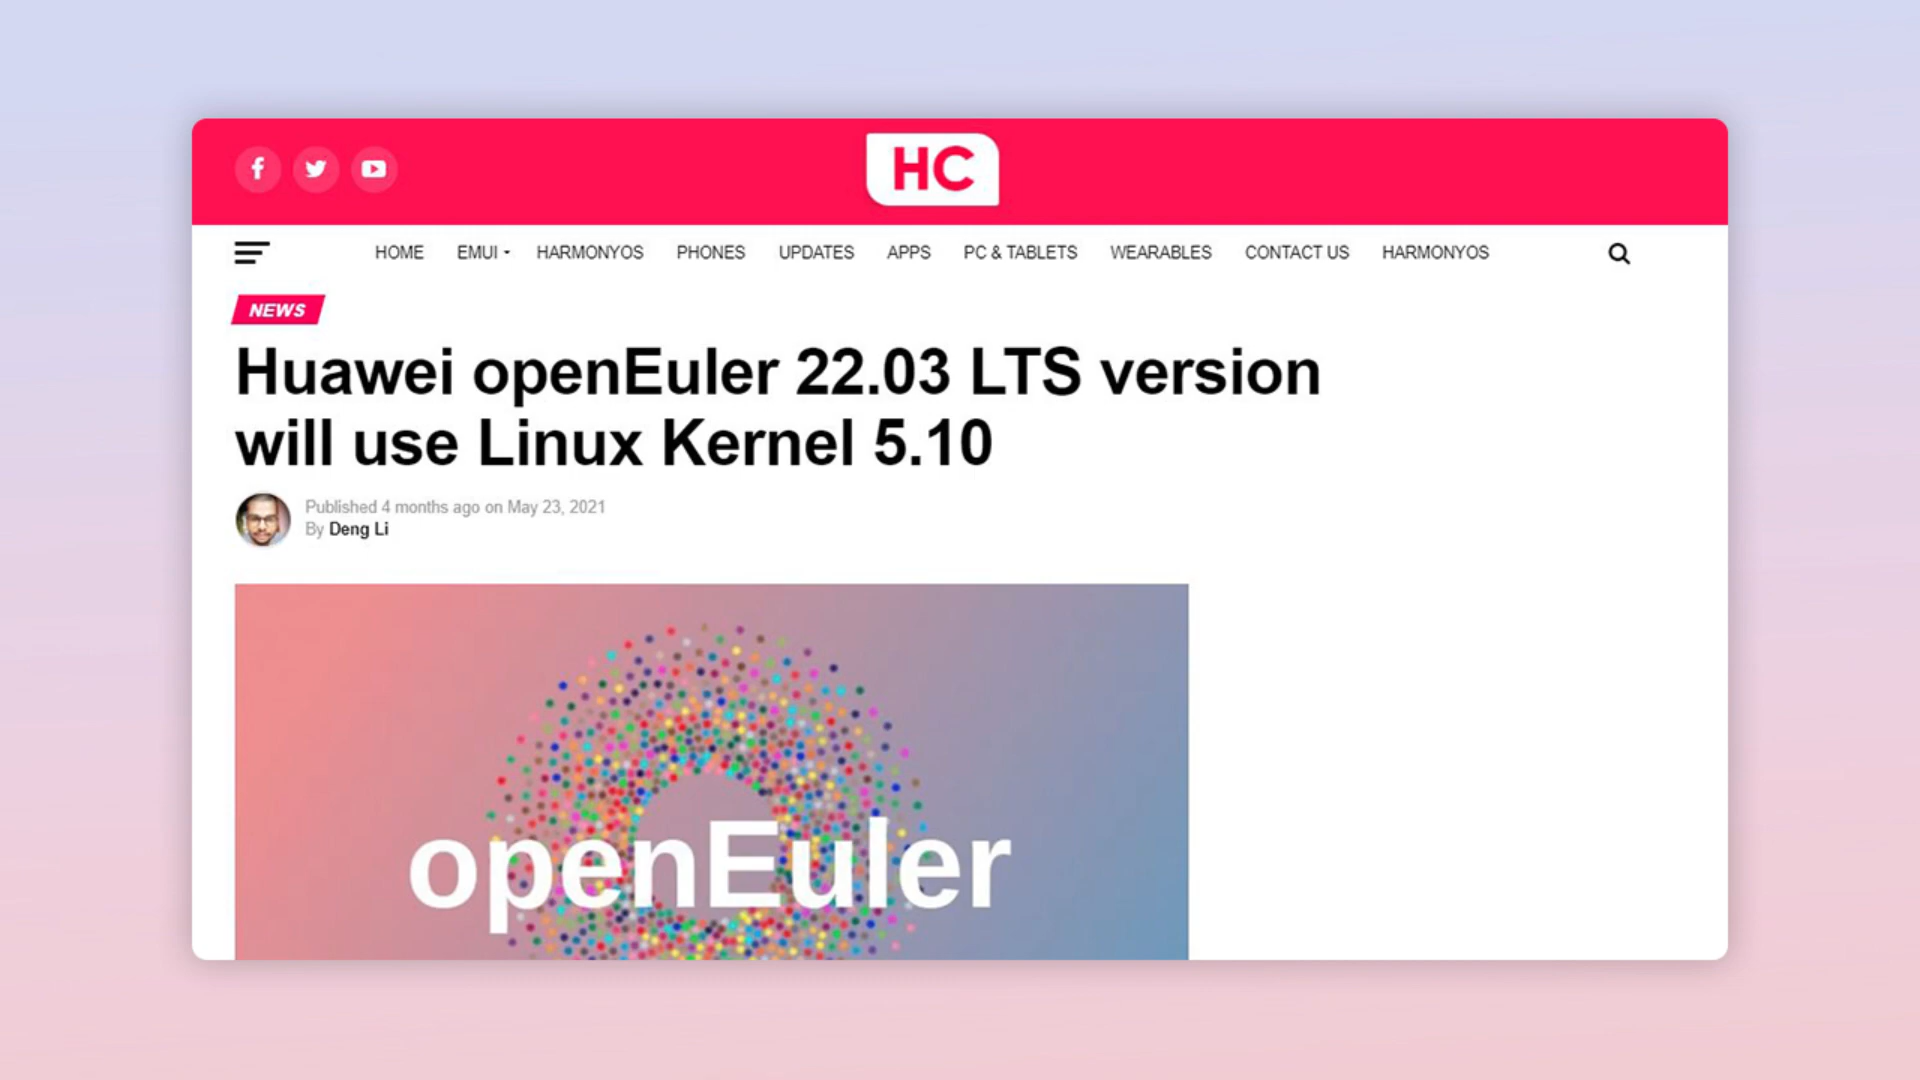 HC
HOME EMUI HARMONYOS PHONES UPDATES APPS PC & TABLETS WEARABLES CONTACT US HARMONYOS
NEWS
Huawei openEuler 22.03 LTS version
will use Linux Kernel 5.10
Published 4 months ago on May 23, 2021
By Deng Li
openEuler